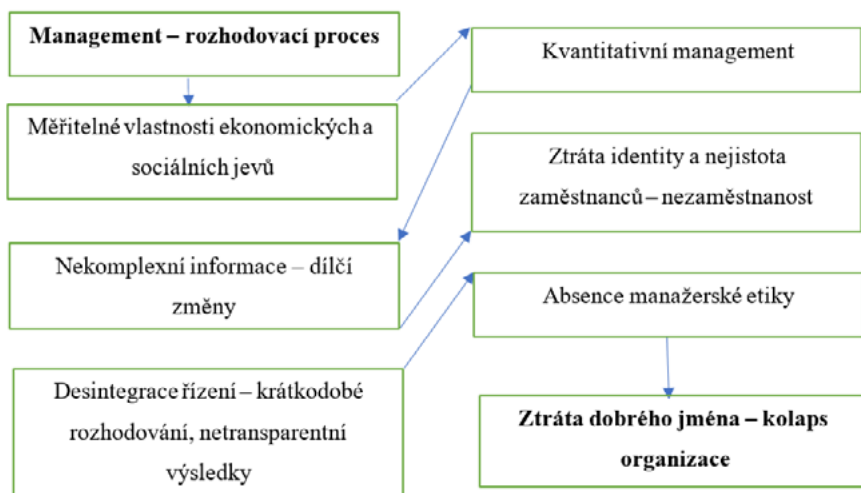 Management – rozhodovací proces
Měřitelné vlastnosti ekonomických a
sociálních jevů
Nekomplexní informace – dílčí
změny
Desintegrace řízení – krátkodobé
rozhodování, netransparentní
výsledky
Kvantitativní management
Ztráta identity a nejistota
zaměstnanců – nezaměstnanost
Absence manažerské etiky
Ztráta dobrého jména – kolaps
organizace